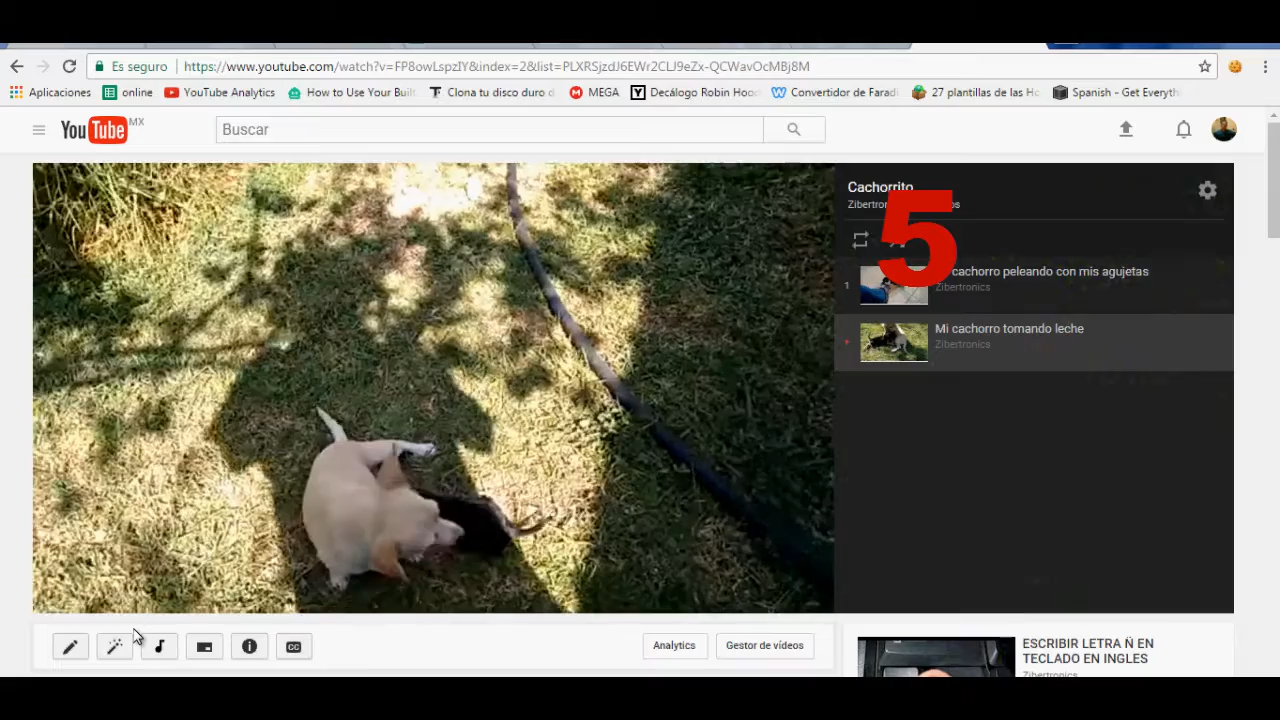 Es seguro
https://www.youtube.com/watch?v=FP8owLspzIY&index=2&list=PLXRSjzdJ6EWr2CLJ9eZx-QCWavOcMBj8M
Aplicaciones
online
YouTube Analytics
How to Use Your Buil
Clona tu disco duro d
MEGA
Decálogo Robin Hoo
Convertidor de Farad
27 plantillas de las Ho
Spanish - Get Everyth
YouTube MX
Buscar
Cachorrito
5
1
cachorro peleando con mis agujetas
Zibertronics
Mi cachorro tomando leche
Zibertronics
CC
Analytics
Gestor de vídeos
ESCRIBIR LETRA Ñ EN
TECLADO EN INGLES
Zibertronics